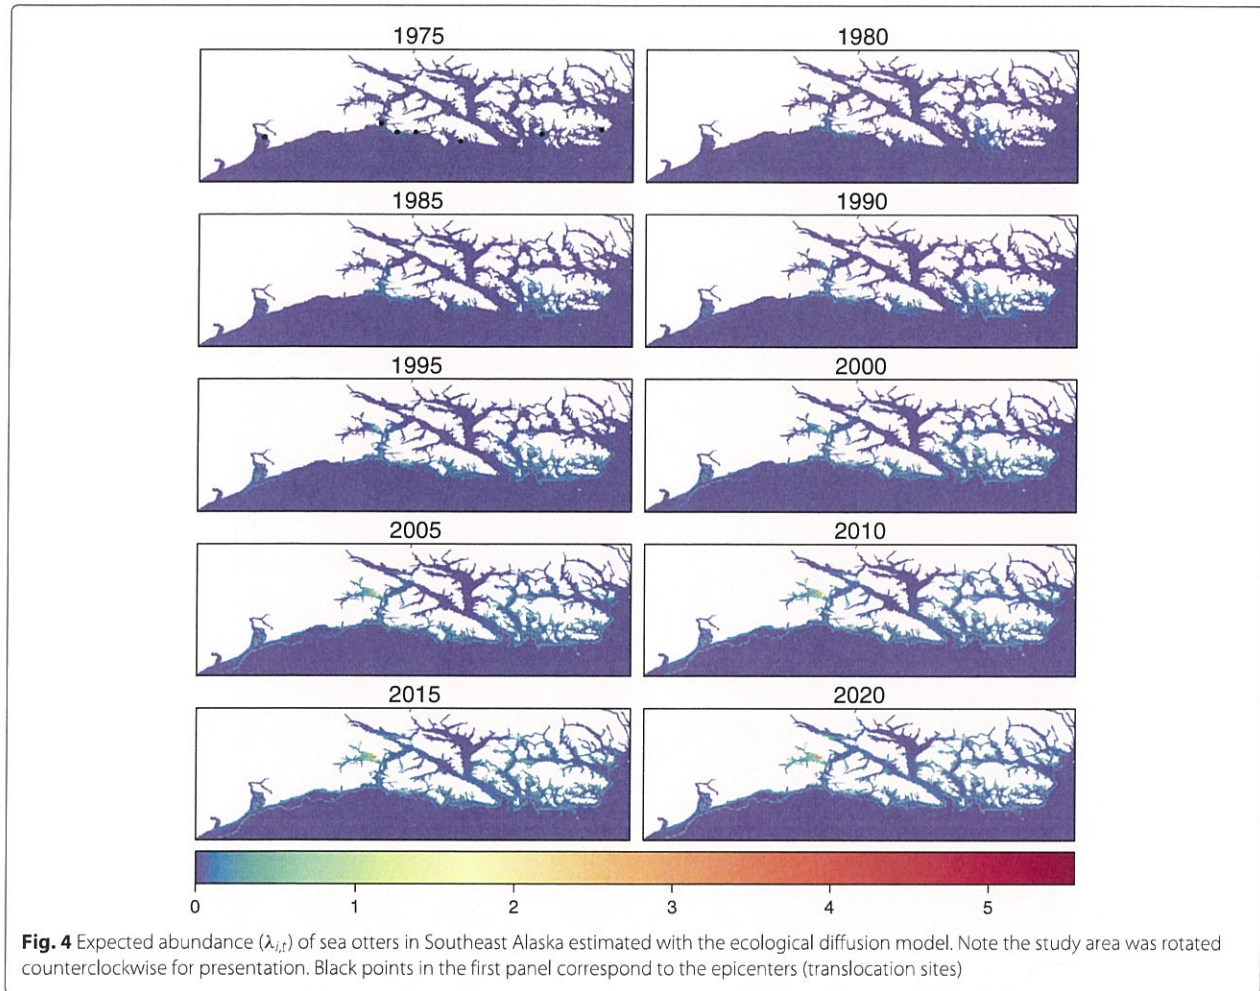 1975 1980
1985 1990
1995 2000
2005 2010
2015 2020
0 1 2 3 4 5
Fig. 4 Expected abundance (λi,t) of sea otters in Southeast Alaska estimated with the ecological diffusion model. Note the study area was rotated
counterclockwise for presentation. Black points in the first panel correspond to the epicenters (translocation sites)